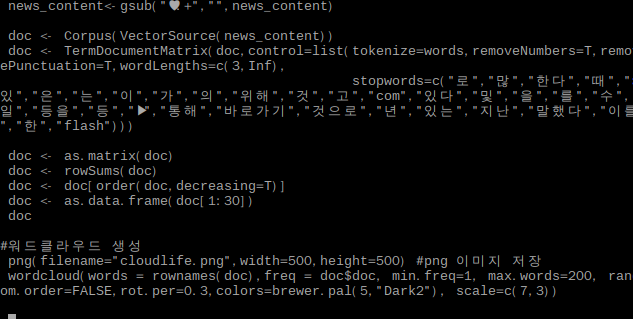 news_content<- gsub("♥.+","",news_content)
doc <- Corpus(VectorSource(news_content))
doc <- TermDocumentMatrix(doc,control=list(tokenize=words,removeNumbers=T,remo
ePunctuation=T,wordLengths=c(3,Inf),
stopwords=c("로","많","한다","때",
있","은","는","이","가","의","위해","것","고","com","있다","및","을","를","수",
일","등을","등","▶","통해","바로가기","것으로","년","있는","지난","말했다","이를
","한","flash")))
doc <- as.matrix(doc)
doc <- rowSums(doc)
doc <- doc[order(doc,decreasing=T)]
doc <- as.data.frame(doc[1:30])
doc
#워드클라우드 생성
png(filename="cloudlife.png",width=500,height=500) #png 이미지 저장
wordcloud(words = rownames(doc),freq = doc$doc, min.freq=1, max.words=200, ran
om.order=FALSE,rot.per=0.3,colors=brewer.pal(5,"Dark2"), scale=c(7,3))